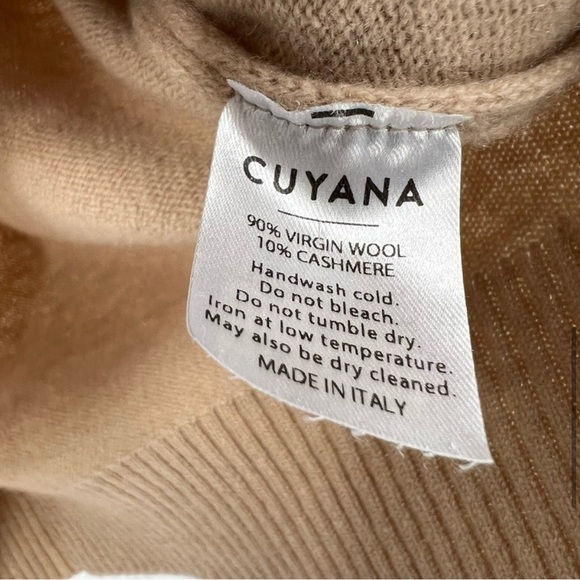 CUYANA
90% VIRGIN WOOL
10% CASHMERE
Handwash cold.
Do not bleach.
Do not tumble dry.
Iron at low temperature.
May also be dry cleaned.
MADE IN ITALY